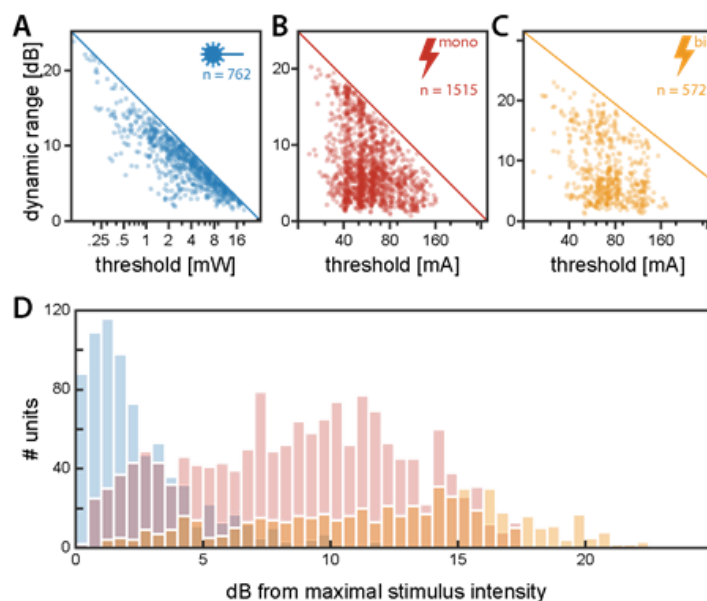 A
B
C
dynamic range [dB]
20
10
0
.25 .5 1 2 4 8 16
threshold [mW]
n = 762
20
10
0
40 80 160
threshold [mA]
mono
n = 1515
30
20
10
0
40 80 160
threshold [mA]
bi
n = 572
D
# units
120
80
40
0
0 5 10 15 20
dB from maximal stimulus intensity